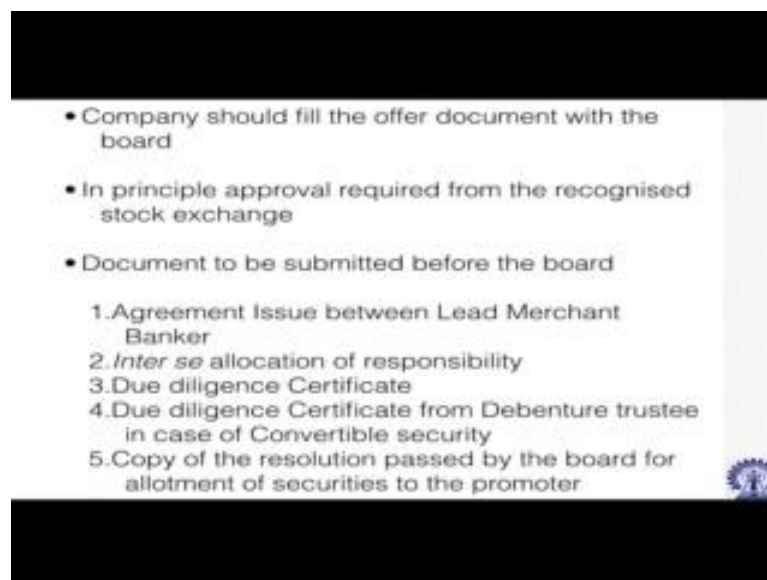 • Company should fill the offer document with the
board
• In principle approval required from the recognised
stock exchange
• Document to be submitted before the board
1.Agreement Issue between Lead Merchant
Banker
2.Inter se allocation of responsibility
3.Due diligence Certificate
4.Due diligence Certificate from Debenture trustee
in case of Convertible security
5.Copy of the resolution passed by the board for
allotment of securities to the promoter